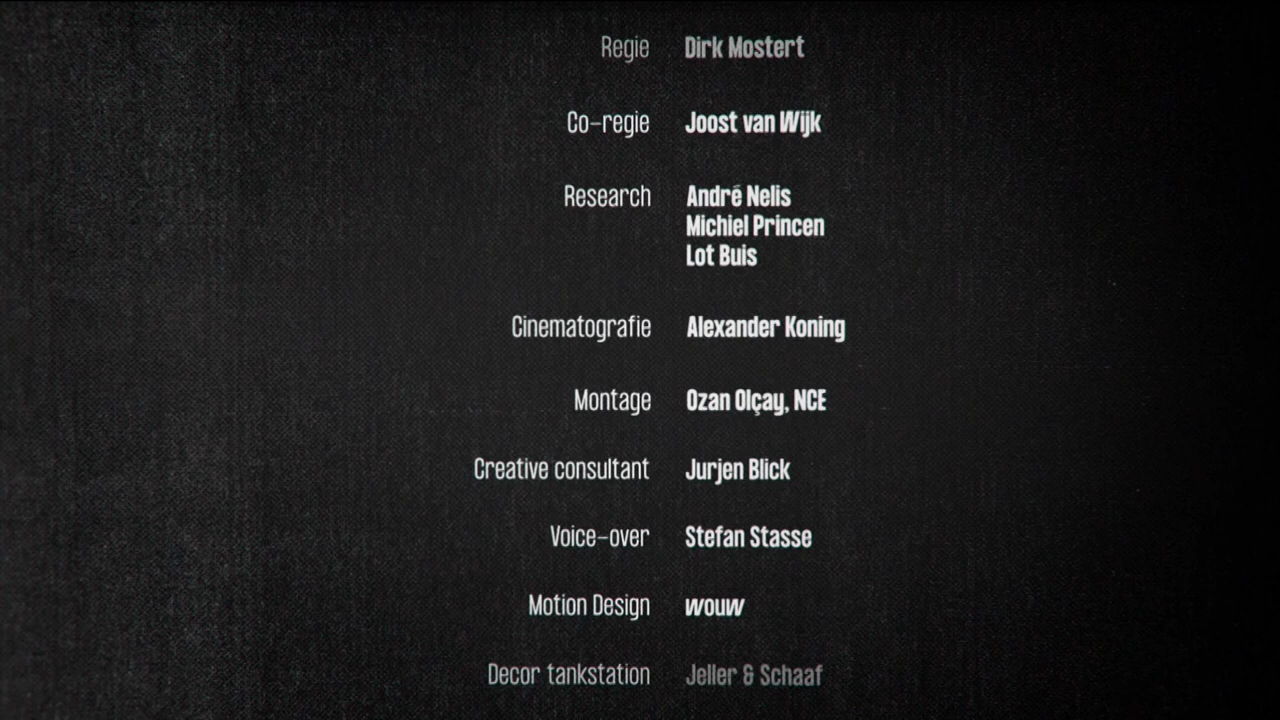 Regie Dirk Mostert
Co-regie Joost van Wijk
Research André Nelis
Michiel Princen
Lot Buis
Cinematografie Alexander Koning
Montage Ozan Olçay, NCE
Creative consultant Jurjen Blick
Voice-over Stefan Stasse
Motion Design wouw
Decor tankstation Jeller & Schaaf